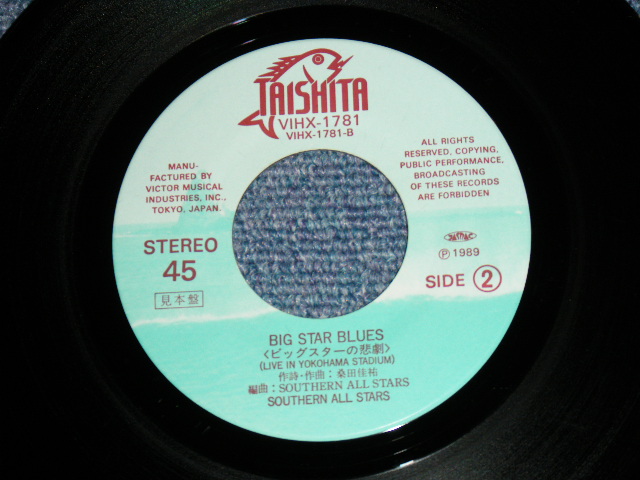 TAISHITA
VIHX-1781
VIHX-1781-B
MANU-
FACTURED BY
VICTOR MUSICAL
INDUSTRIES, INC.,
TOKYO, JAPAN.
ALL RIGHTS
RESERVED, COPYING,
PUBLIC PERFORMANCE,
BROADCASTING
OF THESE RECORDS
ARE FORBIDDEN
STEREO
45
見本盤
JASRAC
Ⓟ 1989
SIDE ②
BIG STAR BLUES
〈ビッグスターの悲劇〉
(LIVE IN YOKOHAMA STADIUM)
作詩・作曲：桑田佳祐
編曲：SOUTHERN ALL STARS
SOUTHERN ALL STARS